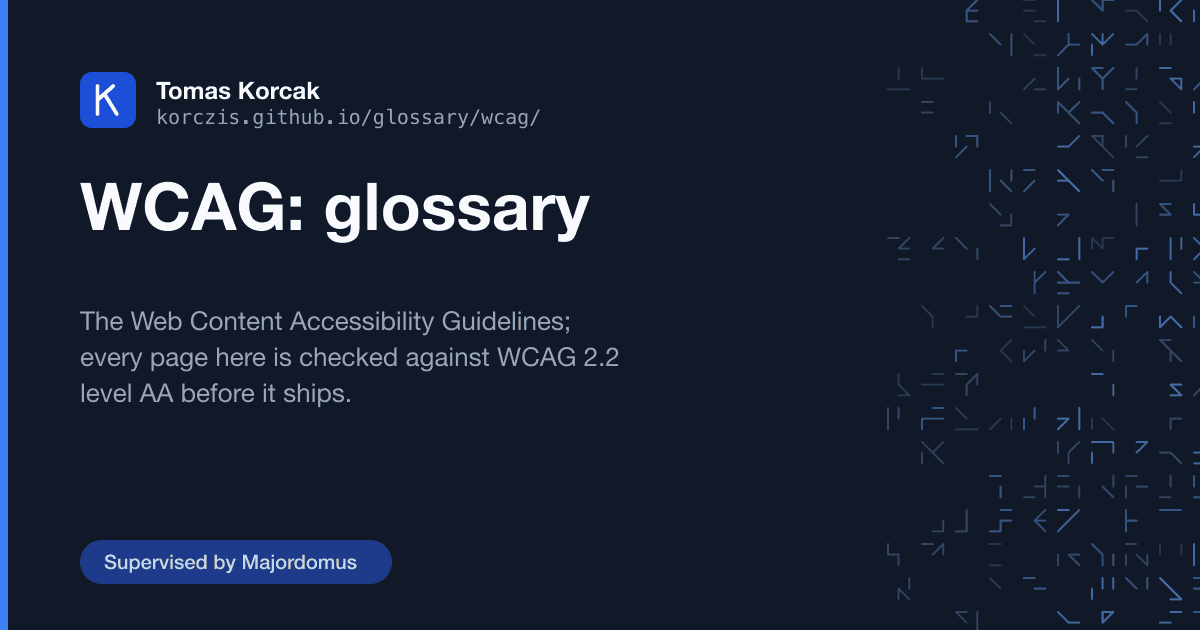 K
Tomas Korcak
korczis.github.io/glossary/wcag/
WCAG: glossary
The Web Content Accessibility Guidelines;
every page here is checked against WCAG 2.2
level AA before it ships.
Supervised by Majordomus